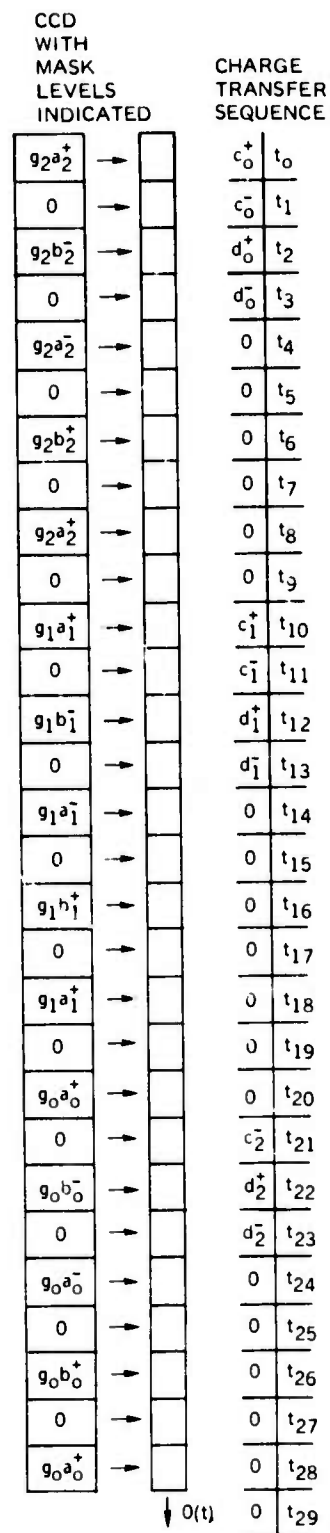 CCD
WITH
MASK
LEVELS
INDICATED
CHARGE
TRANSFER
SEQUENCE
g₂a₂⁺ c₀⁺ t₀
0 c₀⁻ t₁
g₂b₂⁻ d₀⁺ t₂
0 d₀⁻ t₃
g₂a₂⁻ 0 t₄
0 0 t₅
g₂b₂⁺ 0 t₆
0 0 t₇
g₂a₂⁺ 0 t₈
0 0 t₉
g₁a₁⁺ c₁⁺ t₁₀
0 c₁⁻ t₁₁
g₁b₁⁻ d₁⁺ t₁₂
0 d₁⁻ t₁₃
g₁a₁⁻ 0 t₁₄
0 0 t₁₅
g₁b₁⁺ 0 t₁₆
0 0 t₁₇
g₁a₁⁺ 0 t₁₈
0 0 t₁₉
g₀a₀⁺ 0 t₂₀
0 c₂⁻ t₂₁
g₀b₀⁻ d₂⁺ t₂₂
0 d₂⁻ t₂₃
g₀a₀⁻ 0 t₂₄
0 0 t₂₅
g₀b₀⁺ 0 t₂₆
0 0 t₂₇
g₀a₀⁺ 0 t₂₈
0(t) 0 t₂₉